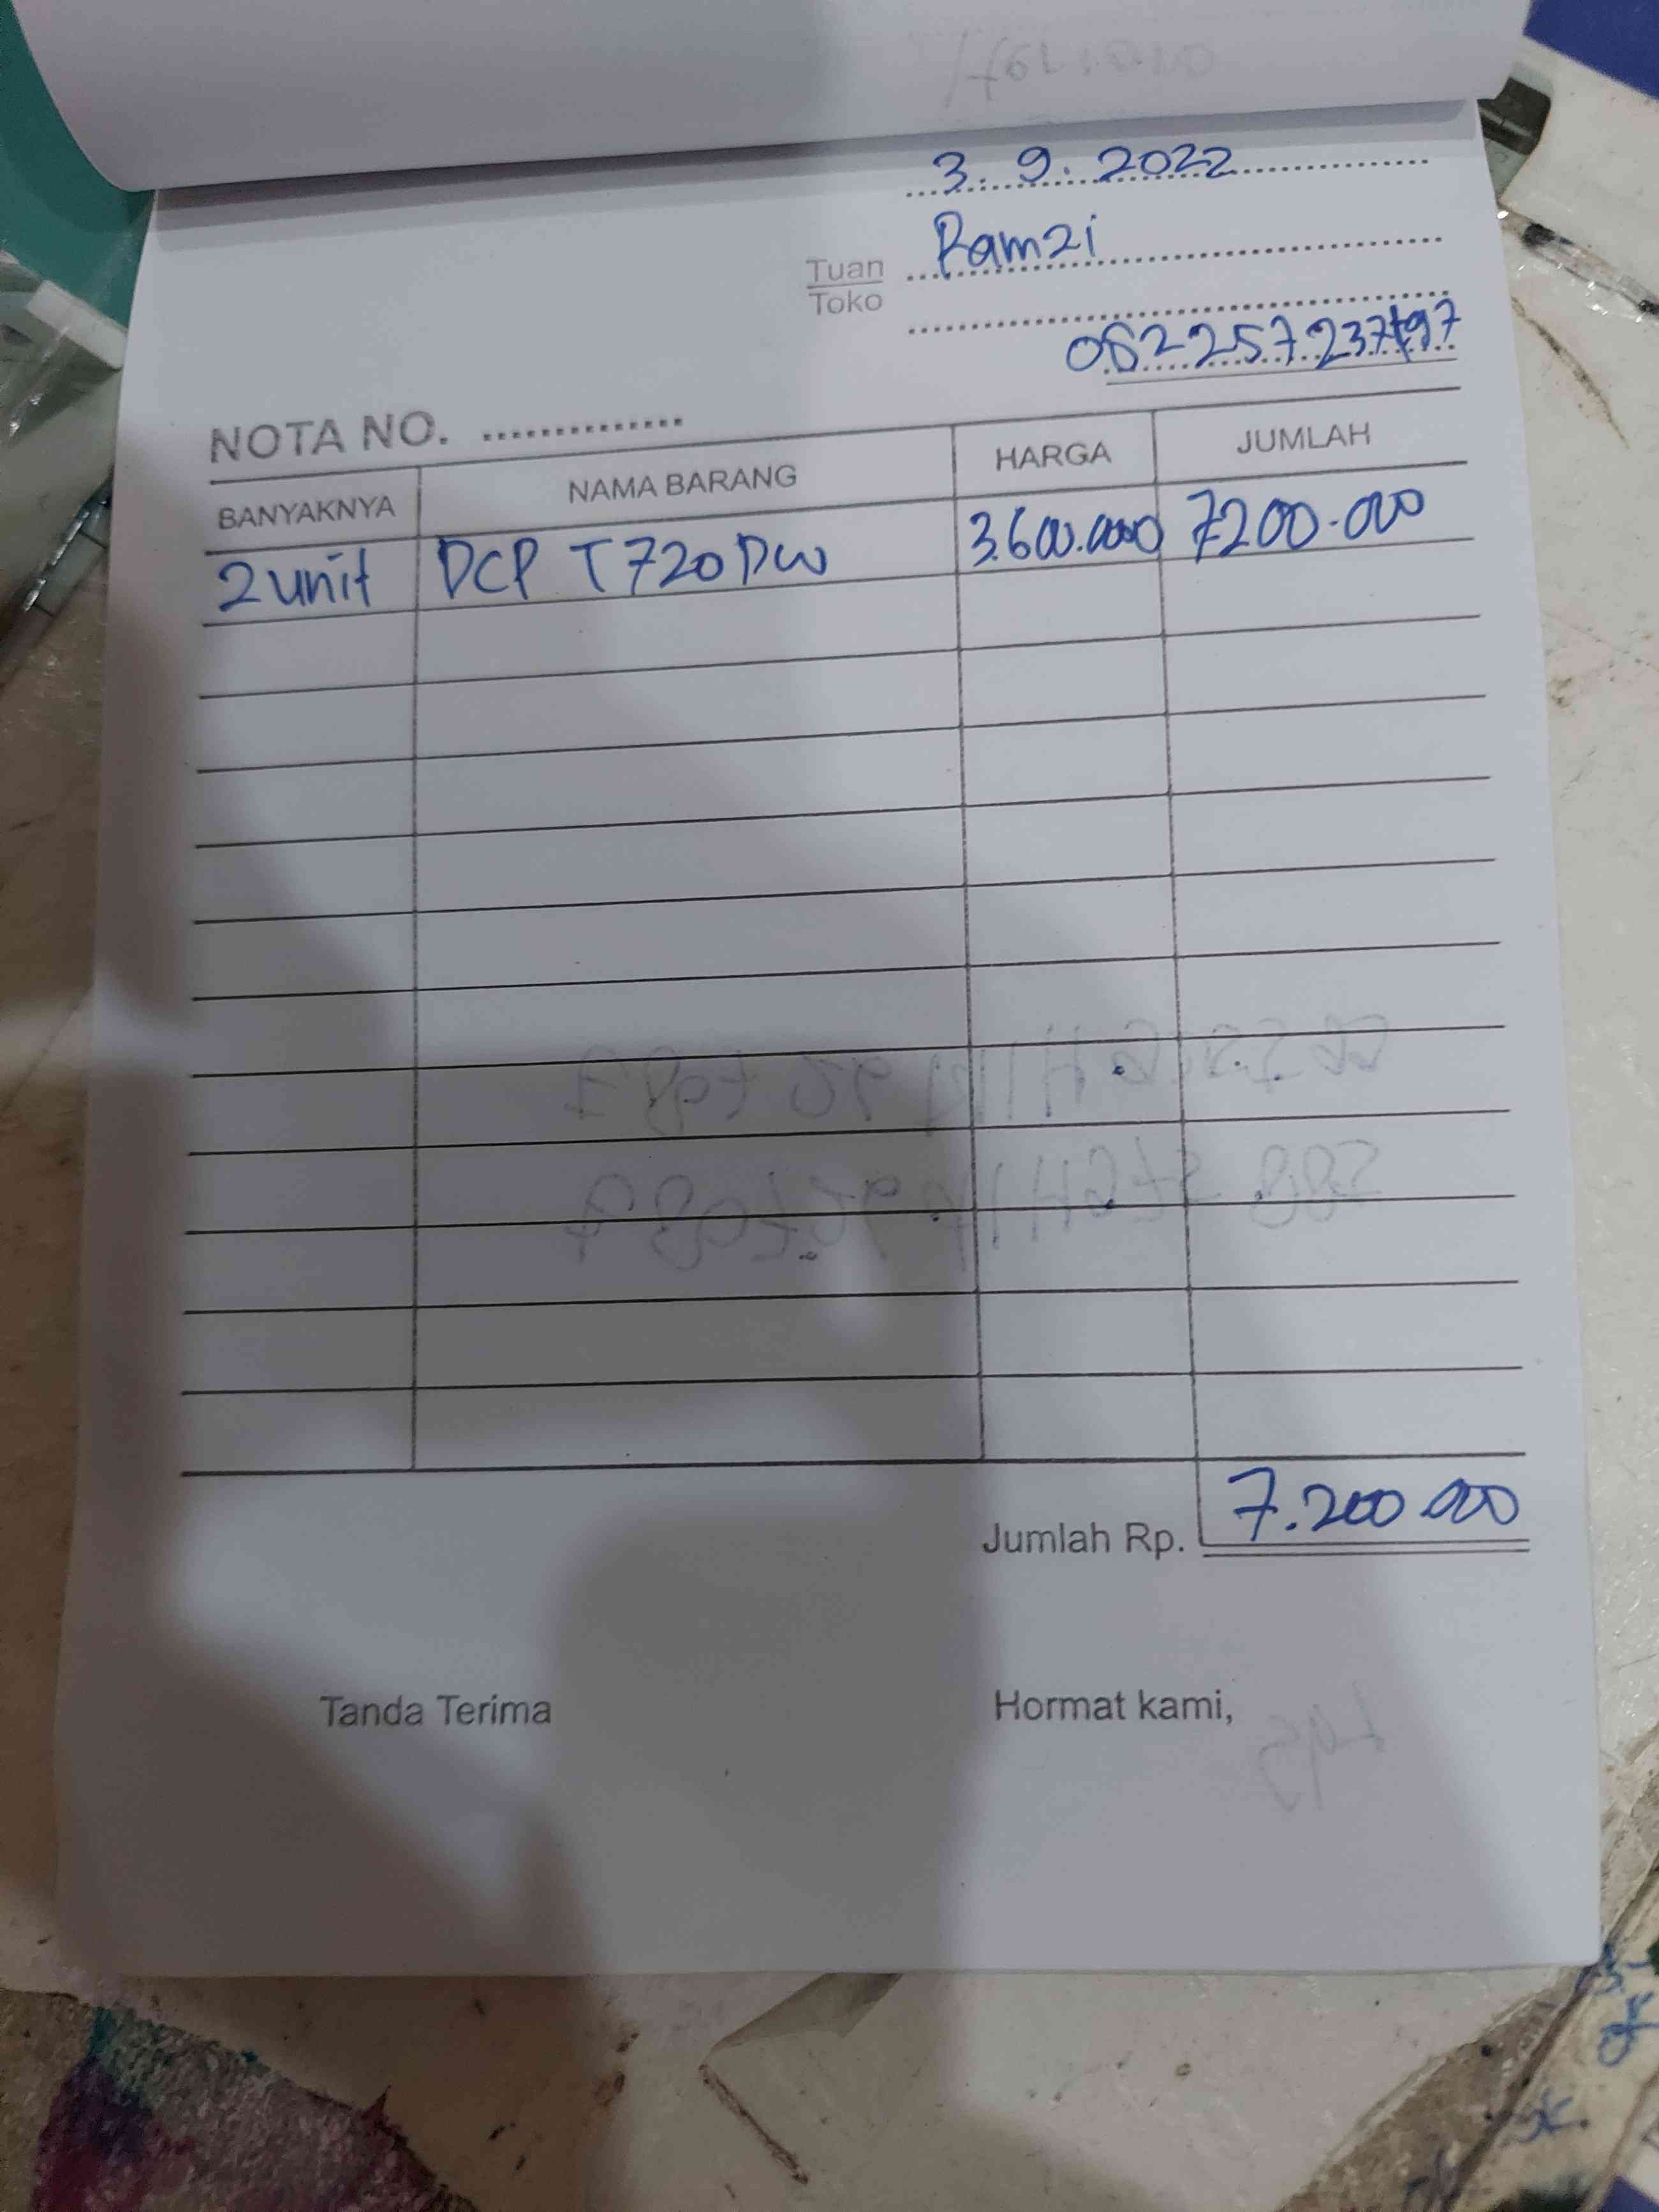 3. 9. 2022
Tuan Ramzi
Toko
NOTA NO. ..............
BANYAKNYA NAMA BARANG HARGA JUMLAH
2 unit DCP T720DW 3.600.000 7200.000
Jumlah Rp. 7.200.000
Tanda Terima Hormat kami,